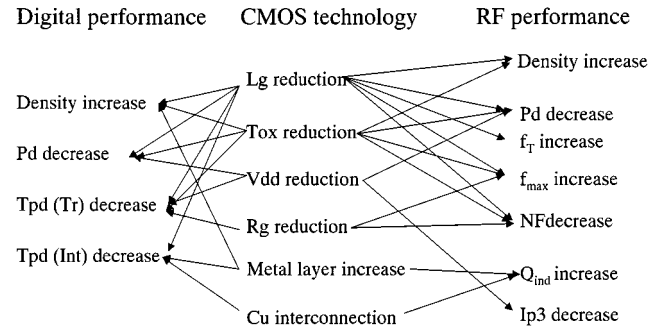 Digital performance
CMOS technology
RF performance
Density increase
Pd decrease
Tpd (Tr) decrease
Tpd (Int) decrease
Lg reduction
Tox reduction
Vdd reduction
Rg reduction
Metal layer increase
Cu interconnection
Density increase
Pd decrease
fT increase
fmax increase
NFdecrease
Qind increase
Ip3 decrease